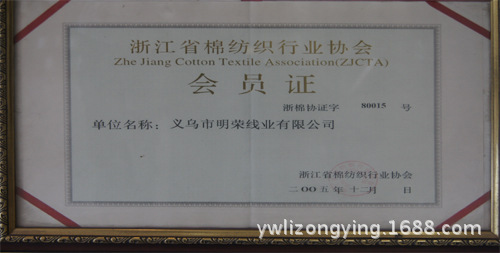 浙江省棉纺织行业协会
Zhe Jiang Cotton Textile Association(ZJCTA)
会员证
浙棉协证字 80015 号
单位名称: 义乌市明荣线业有限公司
浙江省棉纺织行业协会
二〇〇五年十二月 日
ywlizongying.1688.com